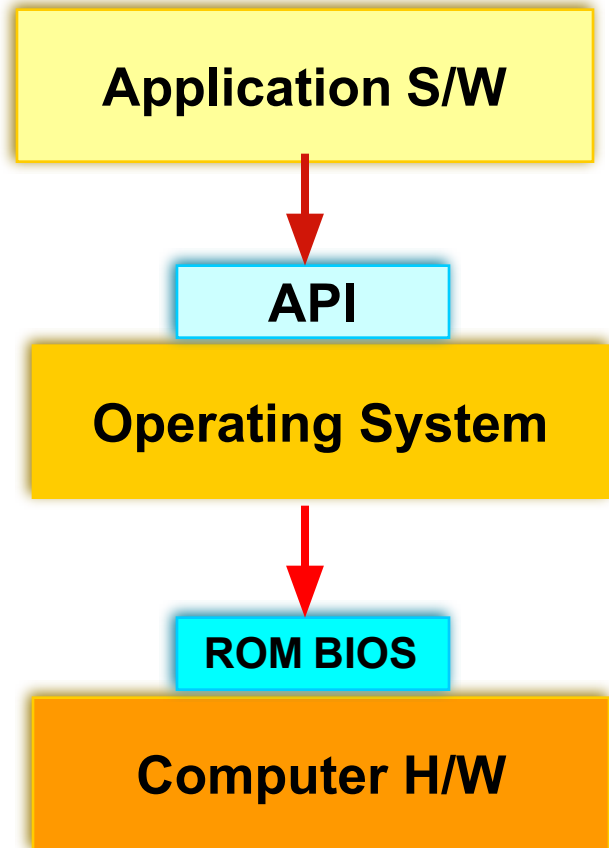 Application S/W
API
Operating System
ROM BIOS
Computer H/W